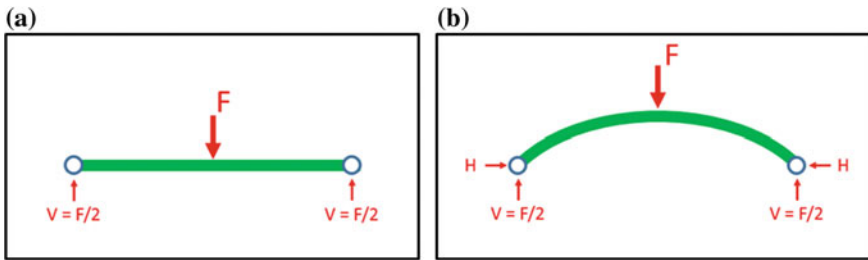 (a)
F
V = F/2
V = F/2
(b)
F
H
H
V = F/2
V = F/2